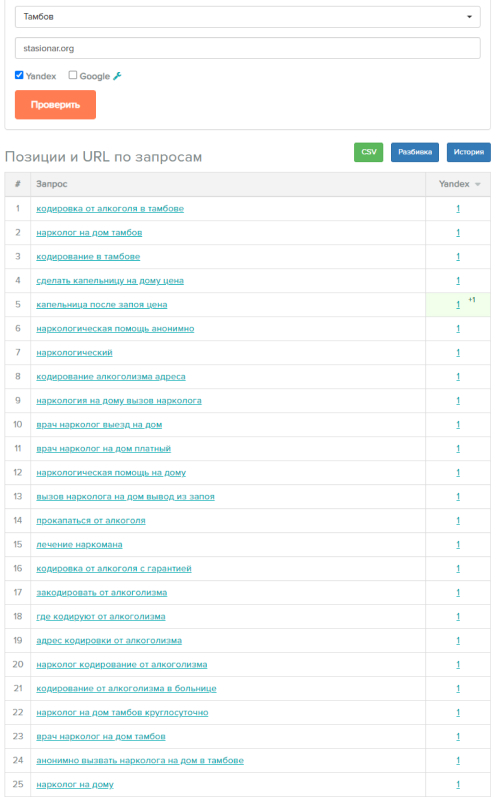 Тамбов
stasionar.org
Yandex Google
Проверить
Позиции и URL по запросам CSV Разбивка История
# Запрос Yandex
1 кодировка от алкоголя в тамбове 1
2 нарколог на дом тамбов 1
3 кодирование в тамбове 1
4 сделать капельницу на дому цена 1
5 капельница после запоя цена 1 +1
6 наркологическая помощь анонимно 1
7 наркологический 1
8 кодирование алкоголизма адреса 1
9 наркология на дому вызов нарколога 1
10 врач нарколог выезд на дом 1
11 врач нарколог на дом платный 1
12 наркологическая помощь на дому 1
13 вызов нарколога на дом вывод из запоя 1
14 прокапаться от алкоголя 1
15 лечение наркомана 1
16 кодировка от алкоголя с гарантией 1
17 закодировать от алкоголизма 1
18 где кодируют от алкоголизма 1
19 адрес кодировки от алкоголизма 1
20 нарколог кодирование от алкоголизма 1
21 кодирование от алкоголизма в больнице 1
22 нарколог на дом тамбов круглосуточно 1
23 врач нарколог на дом тамбов 1
24 анонимно вызвать нарколога на дом в тамбове 1
25 нарколог на дому 1